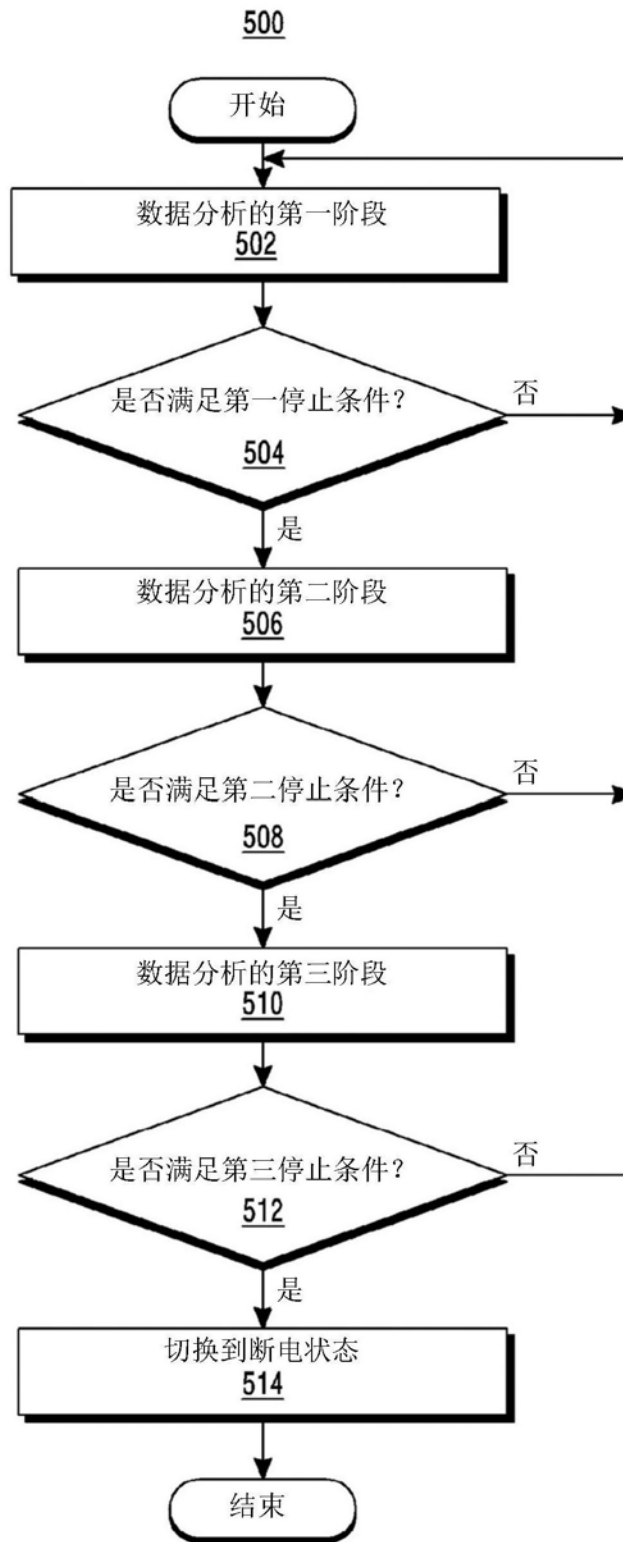 500
开始
数据分析的第一阶段
502
是否满足第一停止条件?
否
504
是
数据分析的第二阶段
506
否
是否满足第二停止条件?
508
是
数据分析的第三阶段
510
否
是否满足第三停止条件?
512
是
切换到断电状态
514
结束